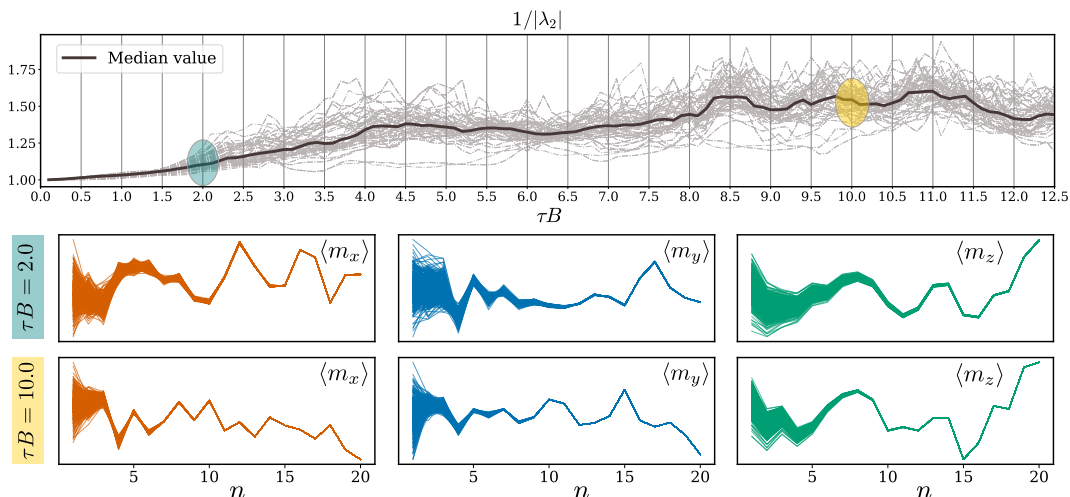 1/|λ₂|
Median value
1.75
1.50
1.25
1.00
0.0 0.5 1.0 1.5 2.0 2.5 3.0 3.5 4.0 4.5 5.0 5.5 6.0 6.5 7.0 7.5 8.0 8.5 9.0 9.5 10.0 10.5 11.0 11.5 12.0 12.5
τB
τB = 2.0
⟨m_x⟩ ⟨m_y⟩ ⟨m_z⟩
τB = 10.0
⟨m_x⟩ ⟨m_y⟩ ⟨m_z⟩
5 10 15 20 5 10 15 20 5 10 15 20
n n n